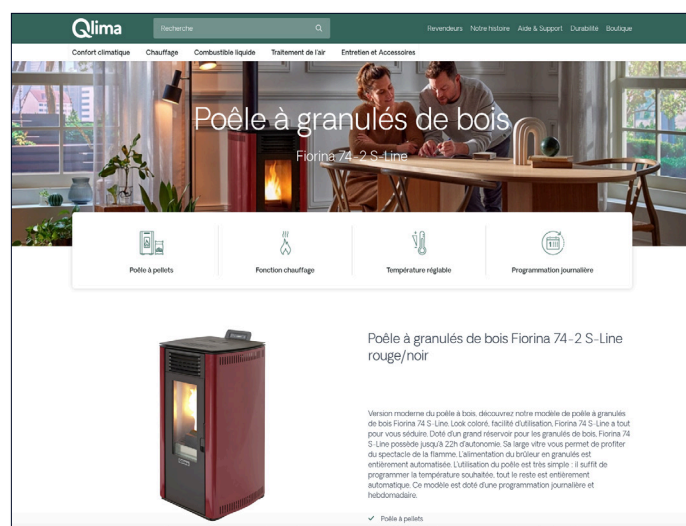 Qlima
Recherche
Revendeurs Notre histoire Aide & Support Durabilité Boutique
Confort climatique Chauffage Combustible liquide Traitement de l'air Entretien et Accessoires
Poêle à granulés de bois
Fiorina 74-2 S-Line
Poêle à pellets Fonction chauffage Température réglable Programmation journalière
Poêle à granulés de bois Fiorina 74-2 S-Line
rouge/noir
Version moderne du poêle à bois, découvrez notre modèle de poêle à granulés
de bois Fiorina 74 S-Line. Look coloré, facilité d'utilisation, Fiorina 74 S-Line a tout
pour vous séduire. Doté d'un grand réservoir pour les granulés de bois, Fiorina 74
S-Line possède jusqu'à 22h d'autonomie. Sa large vitre vous permet de profiter
du spectacle de la flamme. L'alimentation du brûleur en granulés est
entièrement automatisée. L'utilisation du poêle est très simple : il suffit de
programmer la température souhaitée, tout le reste est entièrement
automatique. Ce modèle est doté d'une programmation journalière et
hebdomadaire.
Poêle à pellets